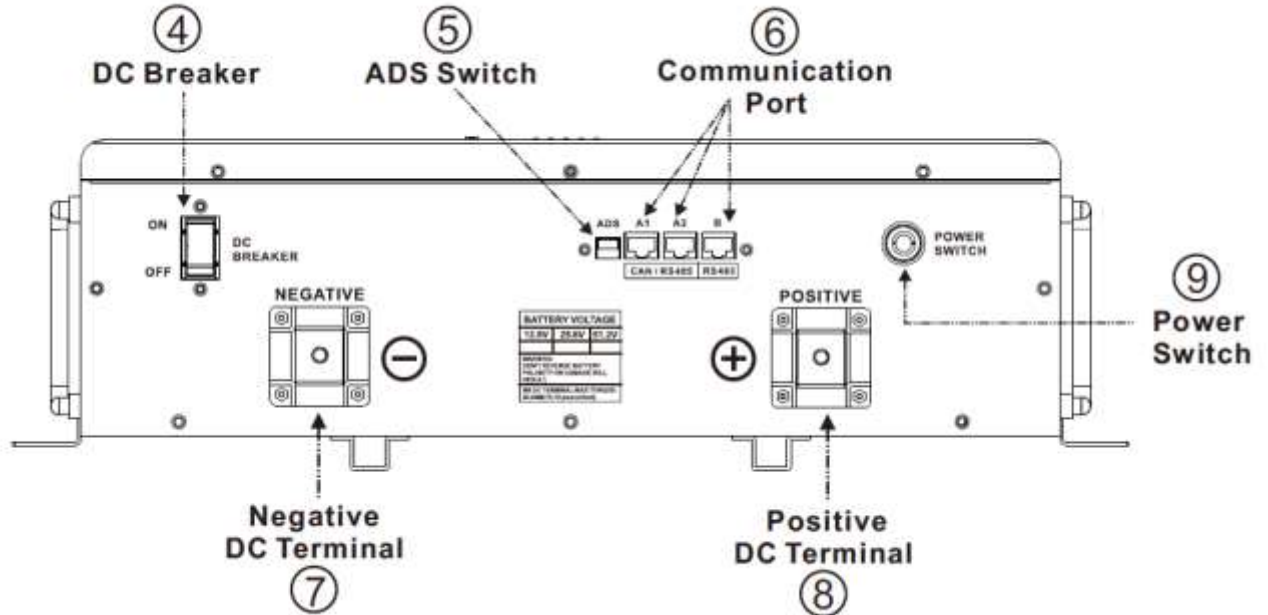 ④
DC Breaker
⑤
ADS Switch
⑥
Communication
Port
ON
OFF
DC
BREAKER
ADS
A1
A2
B
CAN / RS485
RS485
POWER
SWITCH
⑨
Power
Switch
NEGATIVE
POSITIVE
BATTERY VOLTAGE
12.8V 25.6V 51.2V
Negative
DC Terminal
⑦
Positive
DC Terminal
⑧